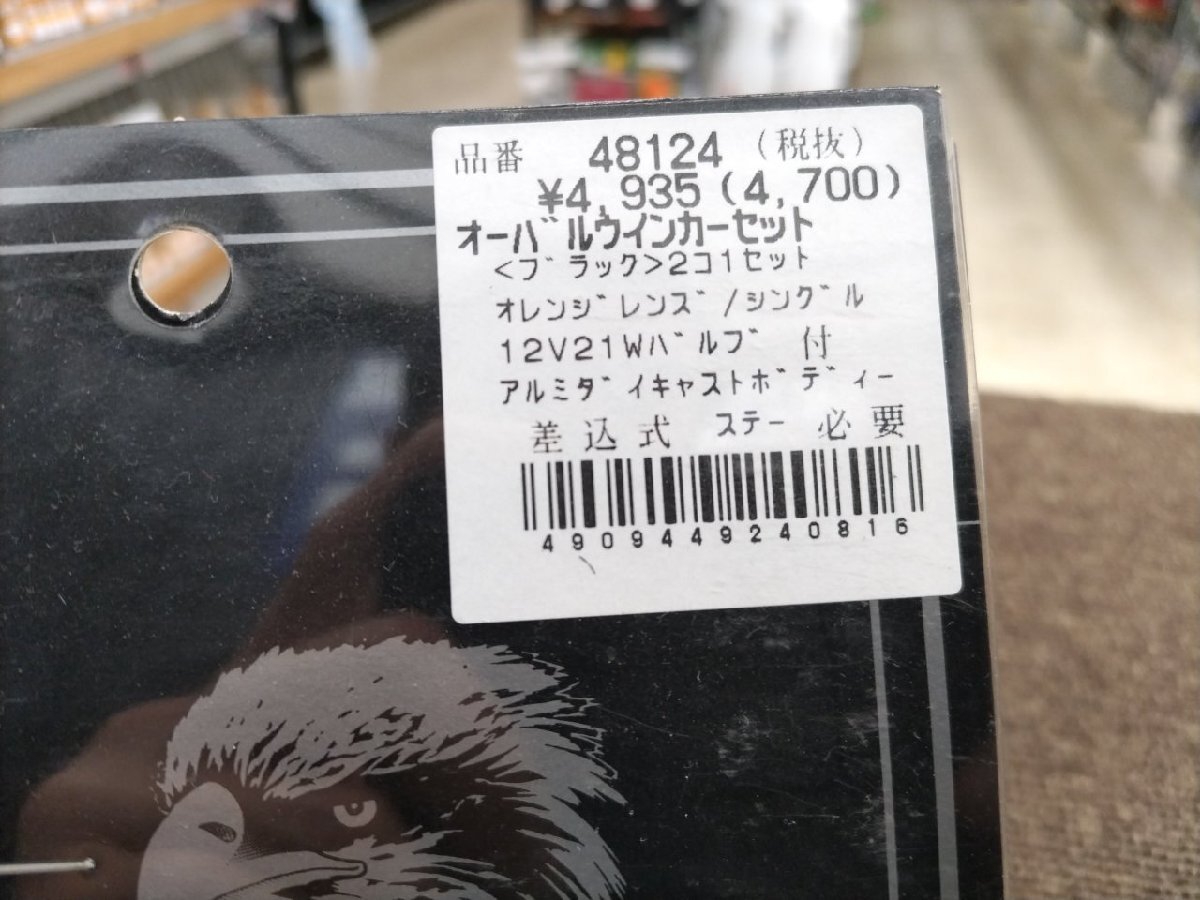 品番 48124 (税抜)
¥4,935(4,700)
オーバルウインカーセット
<ブラック>2コ1セット
オレンジレンズ/シングル
12V21Wバルブ 付
アルミダイキャストボディー
差込式 ステー 必要
4909449240816